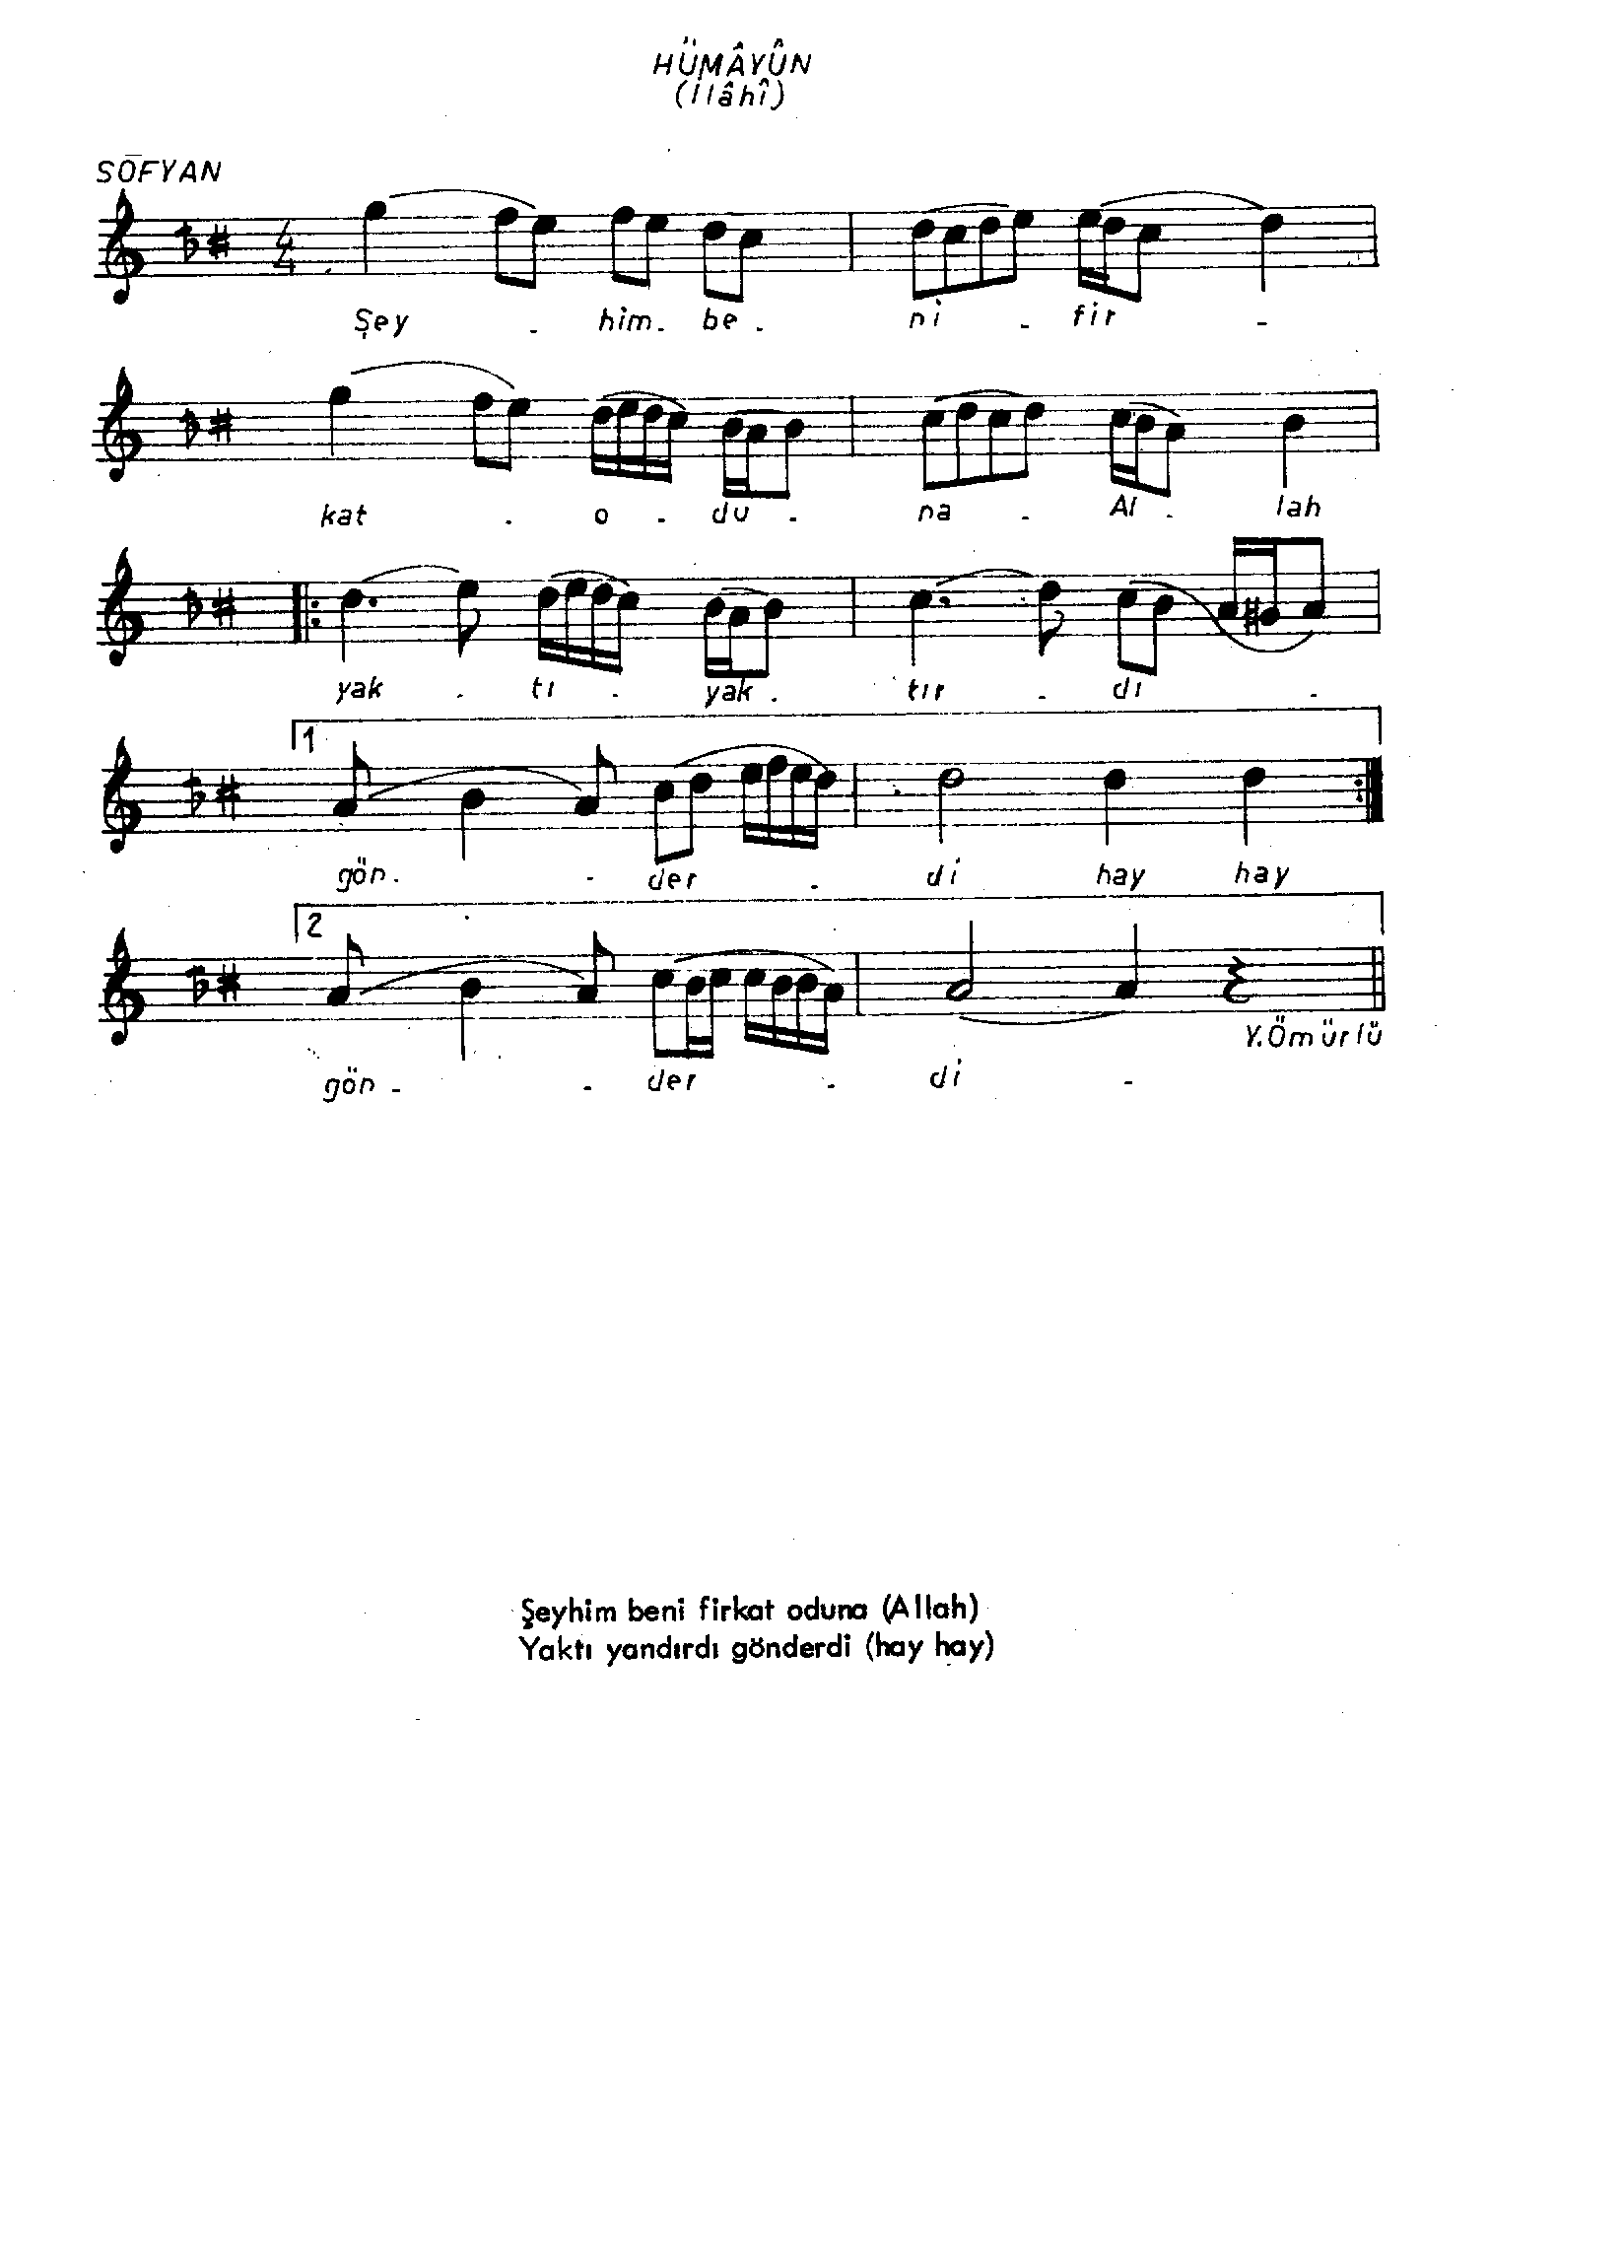 HÜMÂYÛN
(İlâhî)
SOFYAN
4
4
Şey - him - be - ni - fir -
kat - o - du - na - Al - lah
yak - tı - yak - tır - dı -
1
gön - - der - di hay hay
2
Y.Ömürlü
gön - - der - di -
Şeyhim beni firkat oduna (Allah)
Yaktı yandırdı gönderdi (hay hay)